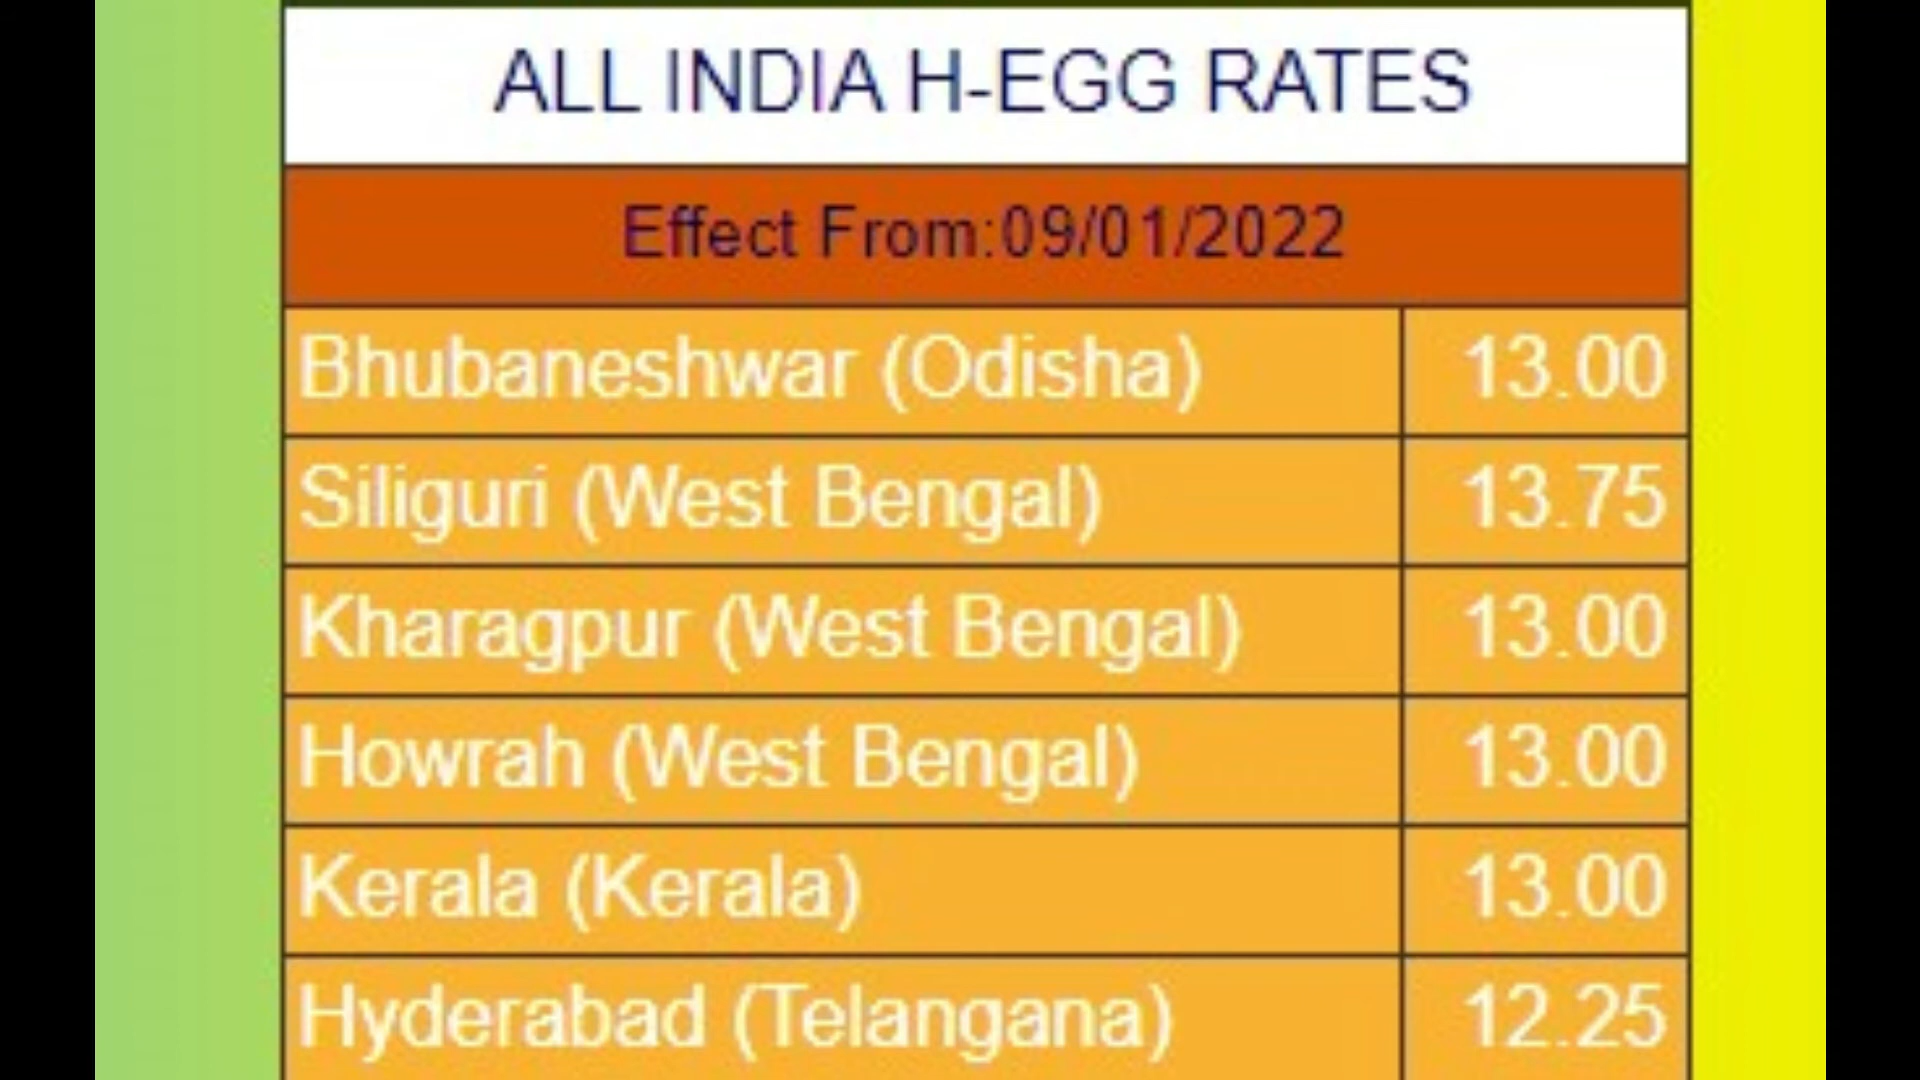 ALL INDIA H-EGG RATES
Effect From:09/01/2022
Bhubaneshwar (Odisha) 13.00
Siliguri (West Bengal) 13.75
Kharagpur (West Bengal) 13.00
Howrah (West Bengal) 13.00
Kerala (Kerala) 13.00
Hyderabad (Telangana) 12.25